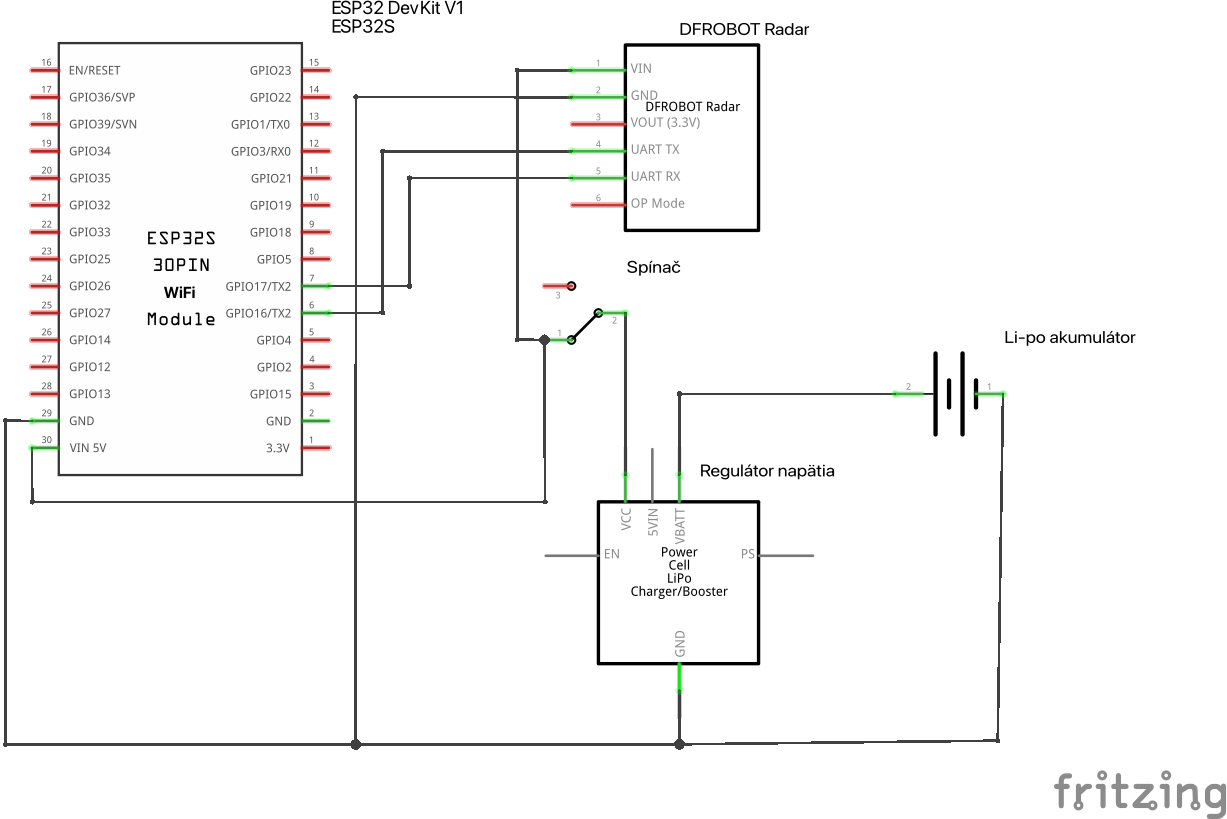 ESP32 DevKit V1
ESP32S
DFROBOT Radar
16 EN/RESET GPIO23 15
17 GPIO36/SVP GPIO22 14
18 GPIO39/SVN GPIO1/TX0 13
19 GPIO34 GPIO3/RX0 12
20 GPIO35 GPIO21 11
21 GPIO32 GPIO19 10
22 GPIO33 GPIO18 9
23 GPIO25 GPIO5 8
24 GPIO26 GPIO17/TX2 7
25 GPIO27 GPIO16/TX2 6
26 GPIO14 GPIO4 5
27 GPIO12 GPIO2 4
28 GPIO13 GPIO15 3
29 GND GND 2
30 VIN 5V 3.3V 1
ESP32S
30PIN
WiFi
Module
1 VIN
2 GND
DFROBOT Radar
3 VOUT (3.3V)
4 UART TX
5 UART RX
6 OP Mode
Spínač
3
2
1
Li-po akumulátor
2 1
Regulátor napätia
VCC 5VIN VBATT
EN PS
Power
Cell
LiPo
Charger/Booster
GND
fritzing